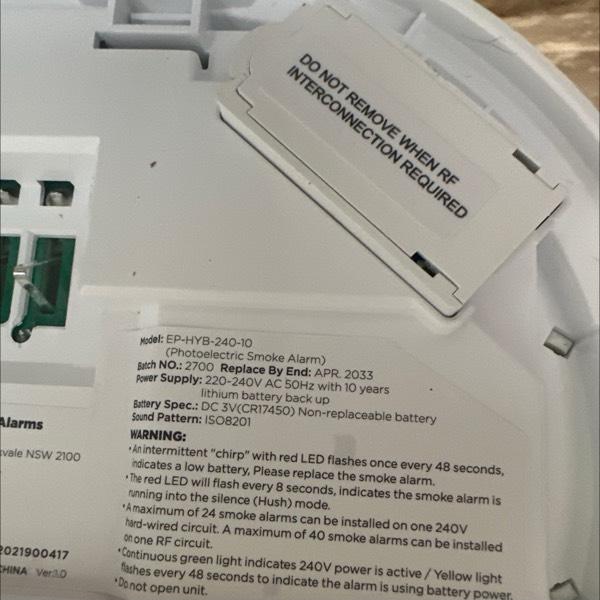 DO NOT REMOVE WHEN RF
INTERCONNECTION REQUIRED
Model: EP-HYB-240-10
(Photoelectric Smoke Alarm)
Batch NO.: 2700 Replace By End: APR. 2033
Power Supply: 220-240V AC 50Hz with 10 years
lithium battery back up
Battery Spec.: DC 3V(CR17450) Non-replaceable battery
Sound Pattern: ISO8201
WARNING:
•An intermittent "chirp" with red LED flashes once every 48 seconds,
indicates a low battery, Please replace the smoke alarm.
•The red LED will flash every 8 seconds, indicates the smoke alarm is
running into the silence (Hush) mode.
•A maximum of 24 smoke alarms can be installed on one 240V
hard-wired circuit. A maximum of 40 smoke alarms can be installed
on one RF circuit.
•Continuous green light indicates 240V power is active / Yellow light
flashes every 48 seconds to indicate the alarm is using battery power.
•Do not open unit.
Alarms
vale NSW 2100
2021900417
CHINA Ver3.0